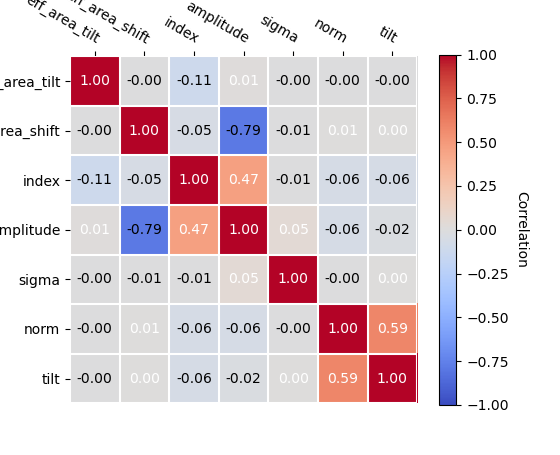 eff_area_tilt
area_shift
index
amplitude
sigma
norm
tilt
_area_tilt 1.00 -0.00 -0.11 0.01 -0.00 -0.00 -0.00
rea_shift -0.00 1.00 -0.05 -0.79 -0.01 0.01 0.00
index -0.11 -0.05 1.00 0.47 -0.01 -0.06 -0.06
mplitude 0.01 -0.79 0.47 1.00 0.05 -0.06 -0.02
sigma -0.00 -0.01 -0.01 0.05 1.00 -0.00 0.00
norm -0.00 0.01 -0.06 -0.06 -0.00 1.00 0.59
tilt -0.00 0.00 -0.06 -0.02 0.00 0.59 1.00
1.00
0.75
0.50
0.25
0.00
−0.25
−0.50
−0.75
−1.00
Correlation